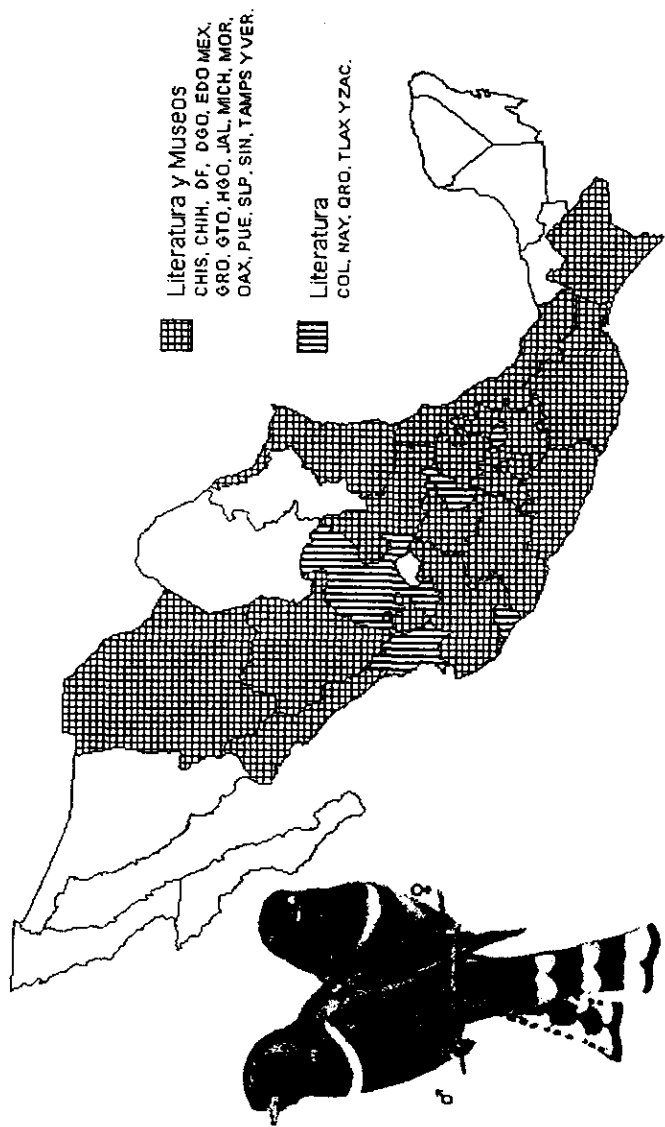 Literatura y Museos
CHIS, CHIH, DF, DGO, EDO MEX,
GRO, GTO, HGO, JAL, MICH, MOR,
OAX, PUE, SLP, SIN, TAMPS Y VER.
Literatura
COL, NAY, QRO, TLAX Y ZAC.
♂
♀